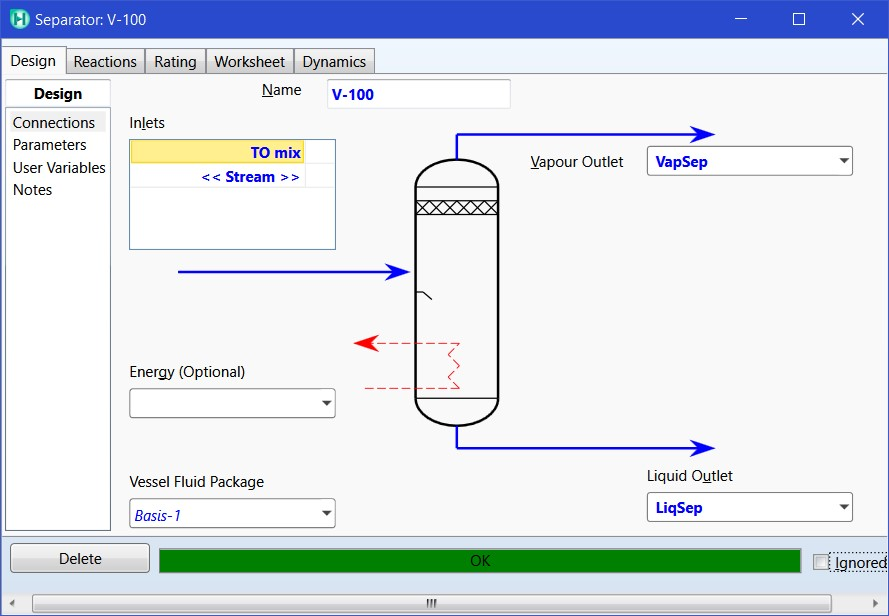 Separator: V-100
Design Reactions Rating Worksheet Dynamics
Design
Connections
Parameters
User Variables
Notes
Name V-100
Inlets
TO mix
<< Stream >>
Vapour Outlet VapSep
Energy (Optional)
Vessel Fluid Package
Basis-1
Liquid Outlet
LiqSep
Delete OK Ignored